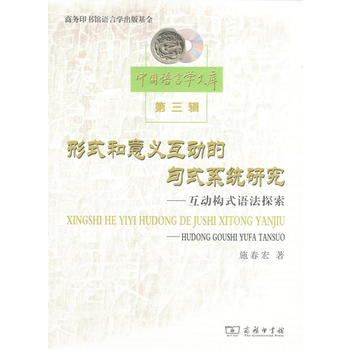 商务印书馆语言学出版基金
中国语言学文库
第三辑
形式和意义互动的
句式系统研究
——互动构式语法探索
XINGSHI HE YIYI HUDONG DE JUSHI XITONG YANJIU
——HUDONG GOUSHI YUFA TANSUO
施春宏 著
商务印书馆
The Commercial Press